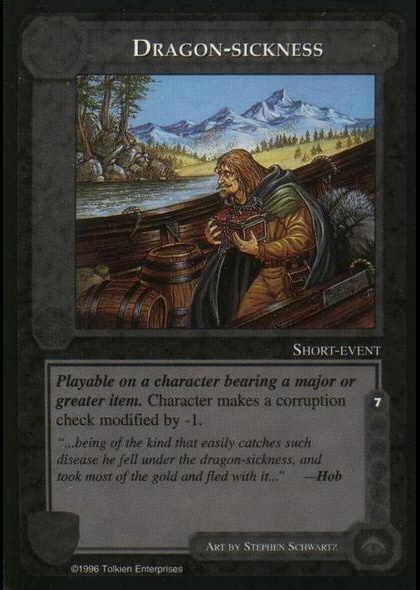 DRAGON-SICKNESS
SHORT-EVENT
Playable on a character bearing a major or
greater item. Character makes a corruption
check modified by -1.
7
“...being of the kind that easily catches such
disease he fell under the dragon-sickness, and
took most of the gold and fled with it...” —Hob
ART BY STEPHEN SCHWARTZ
©1996 Tolkien Enterprises